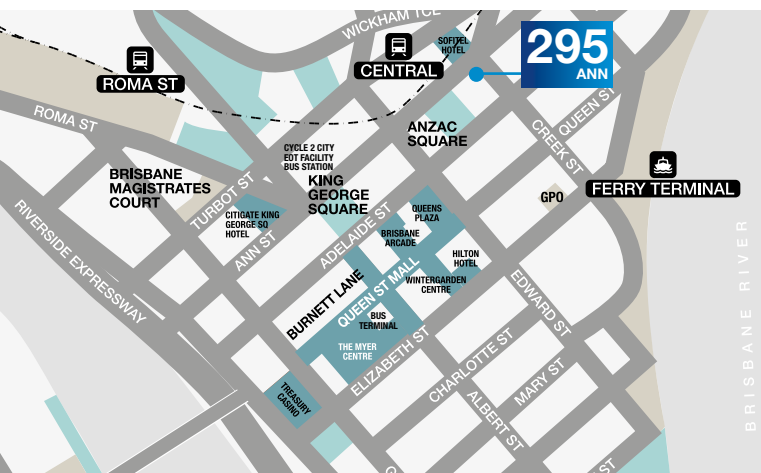 WICKHAM TCE
SOFITEL
HOTEL
295
ANN
ROMA ST
CENTRAL
ROMA ST
ANZAC
SQUARE
QUEEN ST
CREEK ST
CYCLE 2 CITY
EDT FACILITY
BUS STATION
BRISBANE
MAGISTRATES
COURT
KING
GEORGE
SQUARE
TURBOT ST
FERRY TERMINAL
GPO
RIVERSIDE EXPRESSWAY
CITIGATE KING
GEORGE SQ
HOTEL
ANN ST
ADELAIDE ST
QUEENS
PLAZA
BRISBANE
ARCADE
HILTON
HOTEL
WINTERGARDEN
CENTRE
BURNETT LANE
QUEEN ST MALL
BUS
TERMINAL
THE MYER
CENTRE
EDWARD ST
ELIZABETH ST
CHARLOTTE ST
MARY ST
ALBERT ST
TREASURY
CASINO
BRISBANE RIVER
G
ST